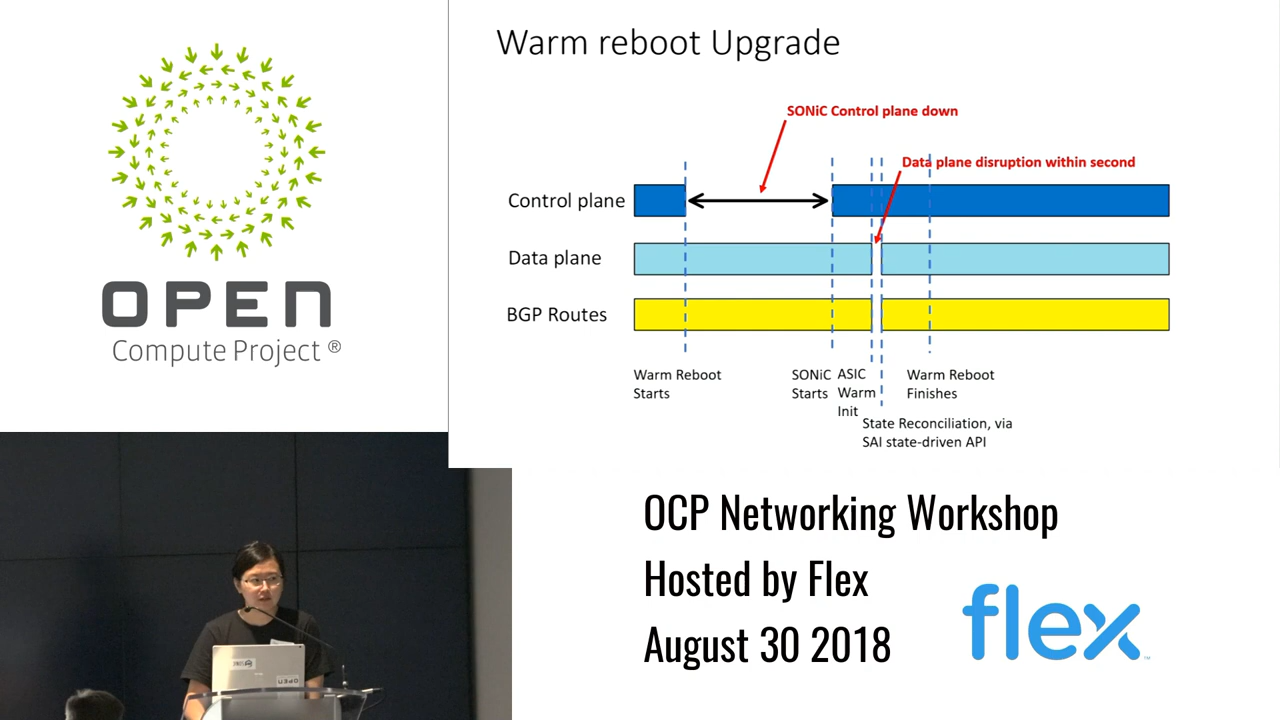 OPEN
Compute Project ®
Warm reboot Upgrade
SONiC Control plane down
Data plane disruption within second
Control plane
Data plane
BGP Routes
Warm Reboot
Starts
SONiC
Starts
ASIC
Warm
Init
Warm Reboot
Finishes
State Reconciliation, via
SAI state-driven API
OCP Networking Workshop
Hosted by Flex
August 30 2018
flex
OPEN